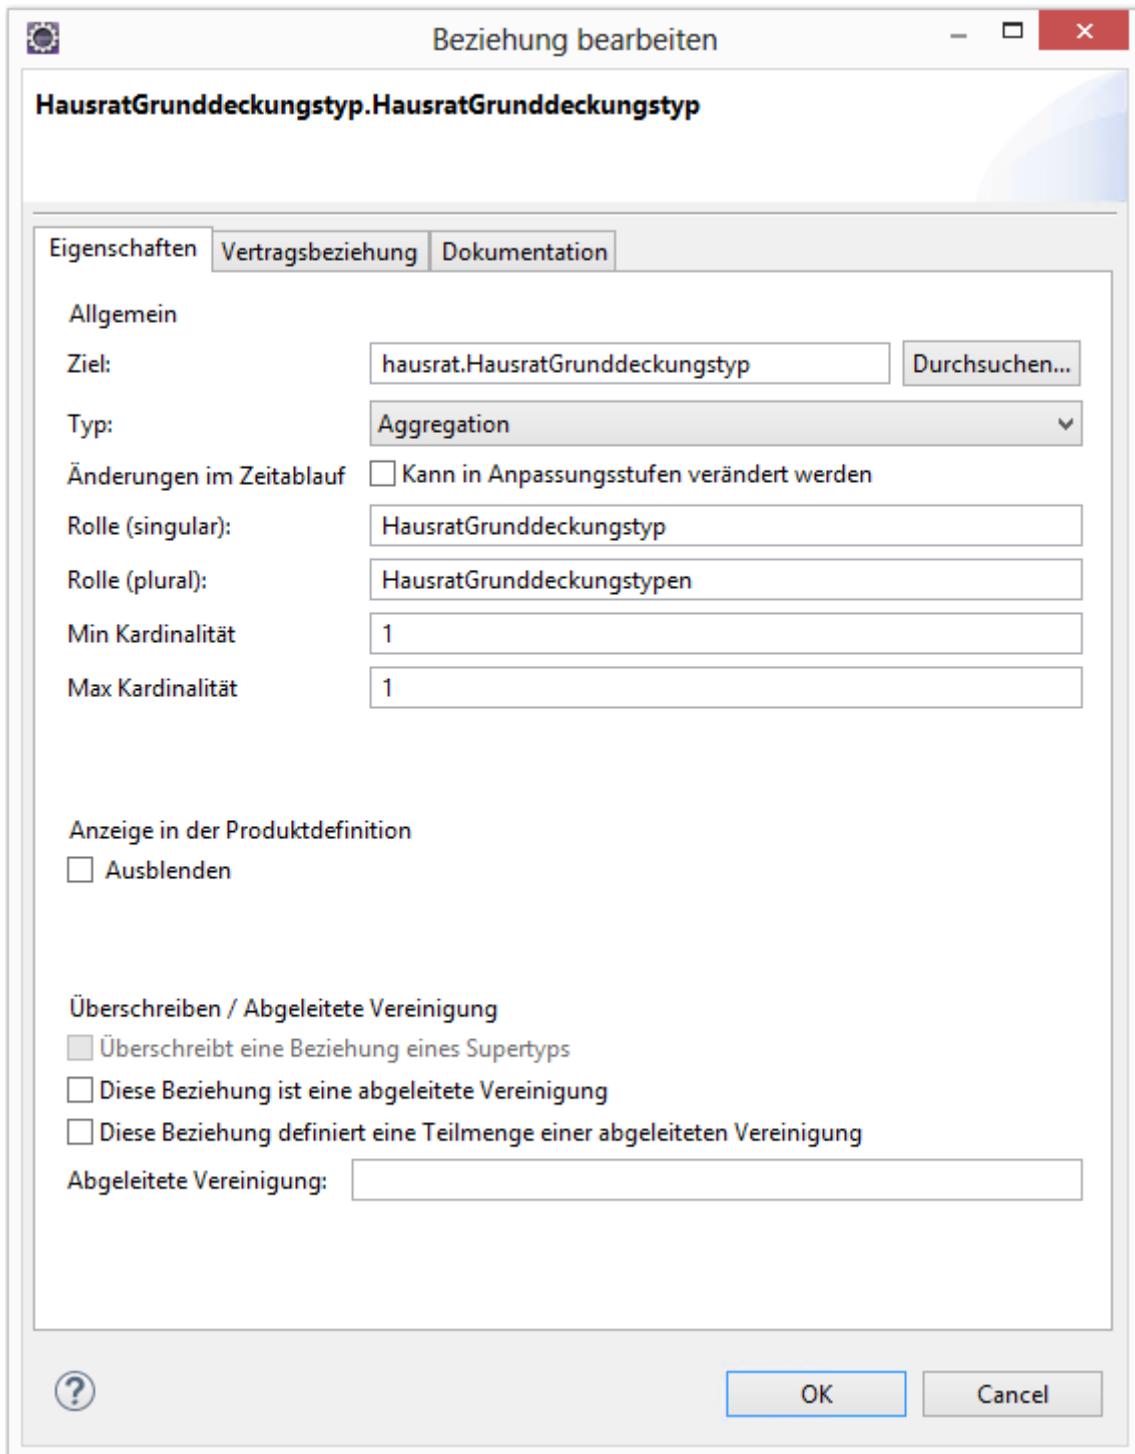 Beziehung bearbeiten
HausratGrunddeckungstyp.HausratGrunddeckungstyp
Eigenschaften Vertragsbeziehung Dokumentation
Allgemein
Ziel: hausrat.HausratGrunddeckungstyp Durchsuchen...
Typ: Aggregation
Änderungen im Zeitablauf Kann in Anpassungsstufen verändert werden
Rolle (singular): HausratGrunddeckungstyp
Rolle (plural): HausratGrunddeckungstypen
Min Kardinalität 1
Max Kardinalität 1
Anzeige in der Produktdefinition
Ausblenden
Überschreiben / Abgeleitete Vereinigung
Überschreibt eine Beziehung eines Supertyps
Diese Beziehung ist eine abgeleitete Vereinigung
Diese Beziehung definiert eine Teilmenge einer abgeleiteten Vereinigung
Abgeleitete Vereinigung:
? OK Cancel